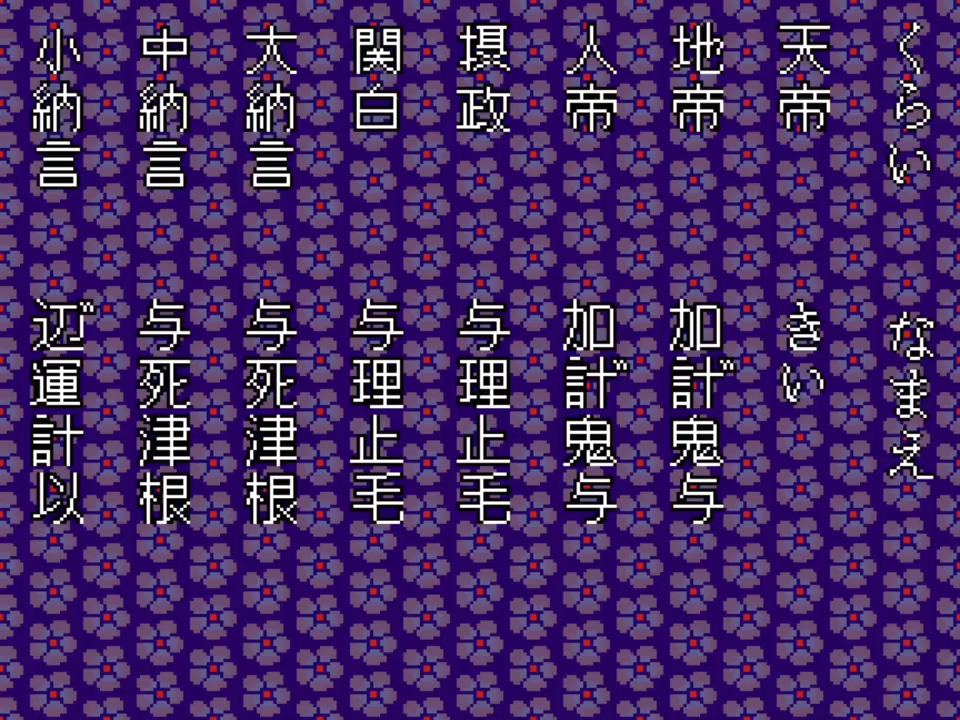 くらい なまえ
天帝 きい
地帝 加計゛鬼与
人帝 加計゛鬼与
摂政 与理止毛
関白 与理止毛
大納言 与死津根
中納言 与死津根
小納言 辺゛運計以